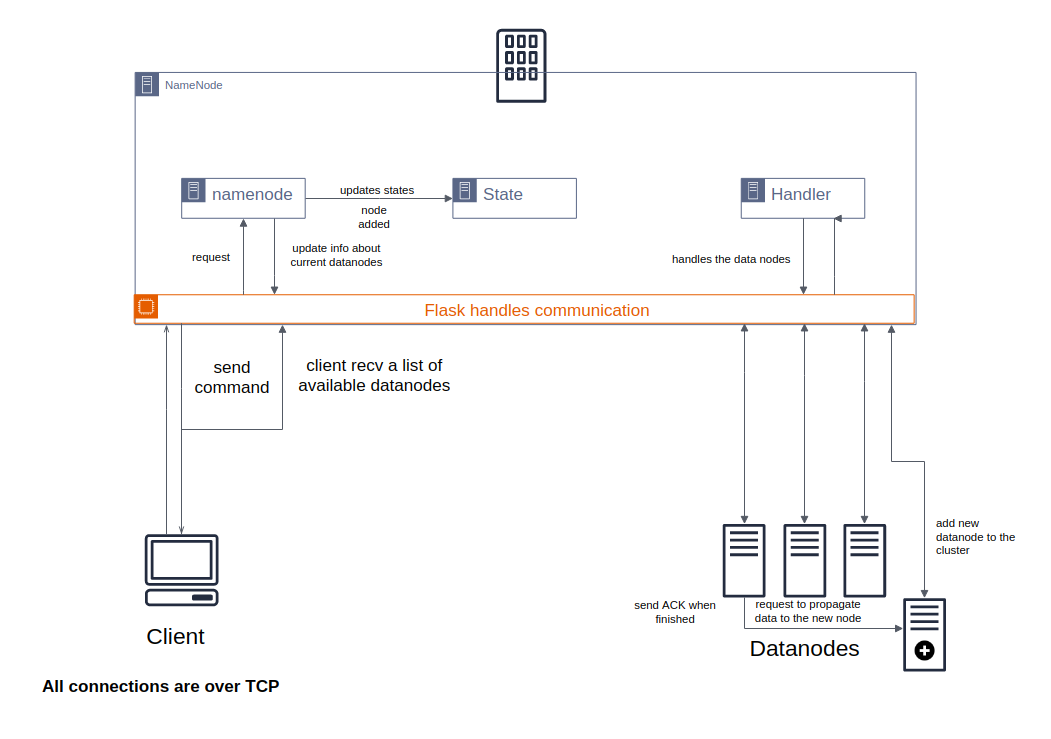 NameNode
namenode
updates states
node
added
State
Handler
request
update info about
current datanodes
handles the data nodes
Flask handles communication
send
command
client recv a list of
available datanodes
add new
datanode to the
cluster
send ACK when
finished
request to propagate
data to the new node
Client
Datanodes
All connections are over TCP